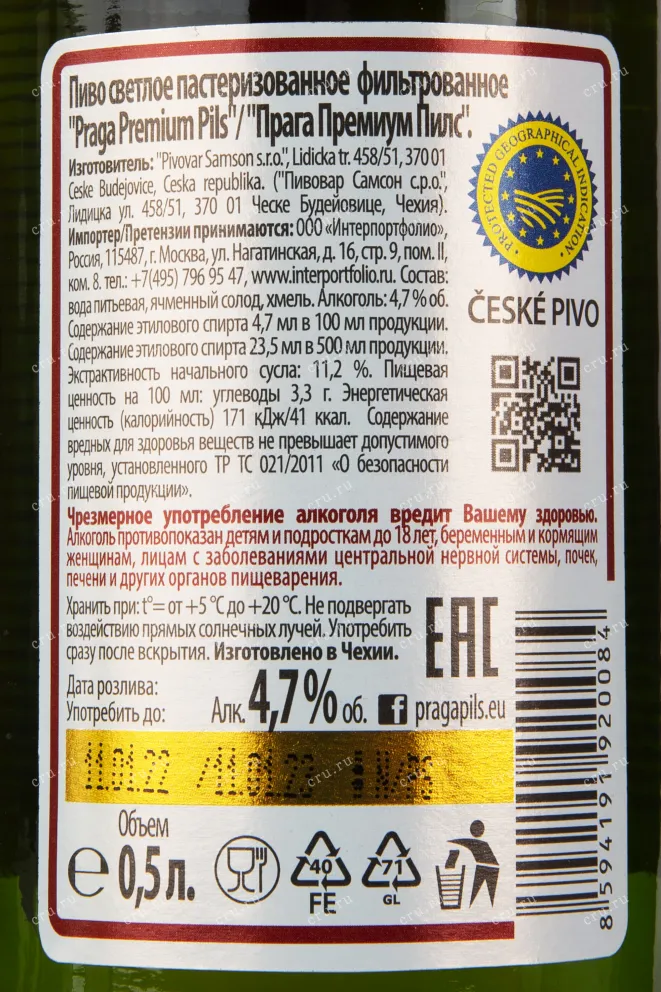 Пиво светлое пастеризованное фильтрованное
"Praga Premium Pils"/"Прага Премиум Пилс".
Изготовитель: "Pivovar Samson s.r.o.", Lidicka tr. 458/51, 370 01
Ceske Budejovice, Ceska republika. ("Пивовар Самсон с.р.о.",
Лидицка ул. 458/51, 370 01 Ческе Будейовице, Чехия).
Импортер/Претензии принимаются: ООО «Интерпортфолио»,
Россия, 115487, г. Москва, ул. Нагатинская, д. 16, стр. 9, пом. II,
ком. 8. тел.: +7(495) 796 95 47, www.interportfolio.ru. Состав:
вода питьевая, ячменный солод, хмель. Алкоголь: 4,7 % об.
Содержание этилового спирта 4,7 мл в 100 мл продукции.
Содержание этилового спирта 23,5 мл в 500 мл продукции.
Экстрактивность начального сусла: 11,2 %. Пищевая
ценность на 100 мл: углеводы 3,3 г. Энергетическая
ценность (калорийность) 171 кДж/41 ккал. Содержание
вредных для здоровья веществ не превышает допустимого
уровня, установленного ТР ТС 021/2011 «О безопасности
пищевой продукции».
PROTECTED GEOGRAPHICAL INDICATION
ČESKÉ PIVO
Чрезмерное употребление алкоголя вредит Вашему здоровью.
Алкоголь противопоказан детям и подросткам до 18 лет, беременным и кормящим
женщинам, лицам с заболеваниями центральной нервной системы, почек,
печени и других органов пищеварения.
Хранить при: t°= от +5 °C до +20 °C. Не подвергать
воздействию прямых солнечных лучей. Употребить
сразу после вскрытия. Изготовлено в Чехии.
EAC
Дата розлива:
Употребить до:
Алк. 4,7% об.
pragapils.eu
11.01.22 /11.01.23
Объем
e 0,5 л.
40
FE
71
GL
8 594191 920084
cru.ru